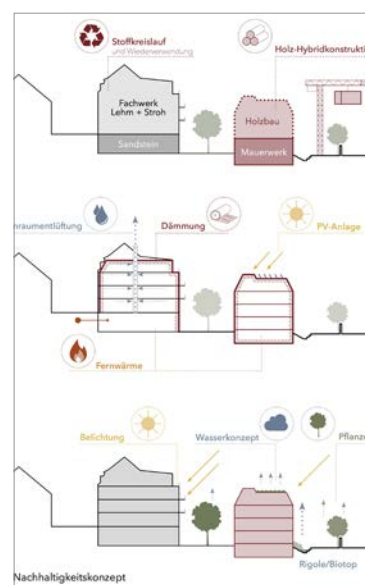 Stoffkreislauf
und Wiederverwendung
Holz-Hybridkonstrukti
Fachwerk
Lehm + Stroh
Holzbau
Sandstein
Mauerwerk
nraumentlüftung
Dämmung
PV-Anlage
Fernwärme
Belichtung
Wasserkonzept
Pflanze
Rigole/Biotop
Nachhaltigkeitskonzept